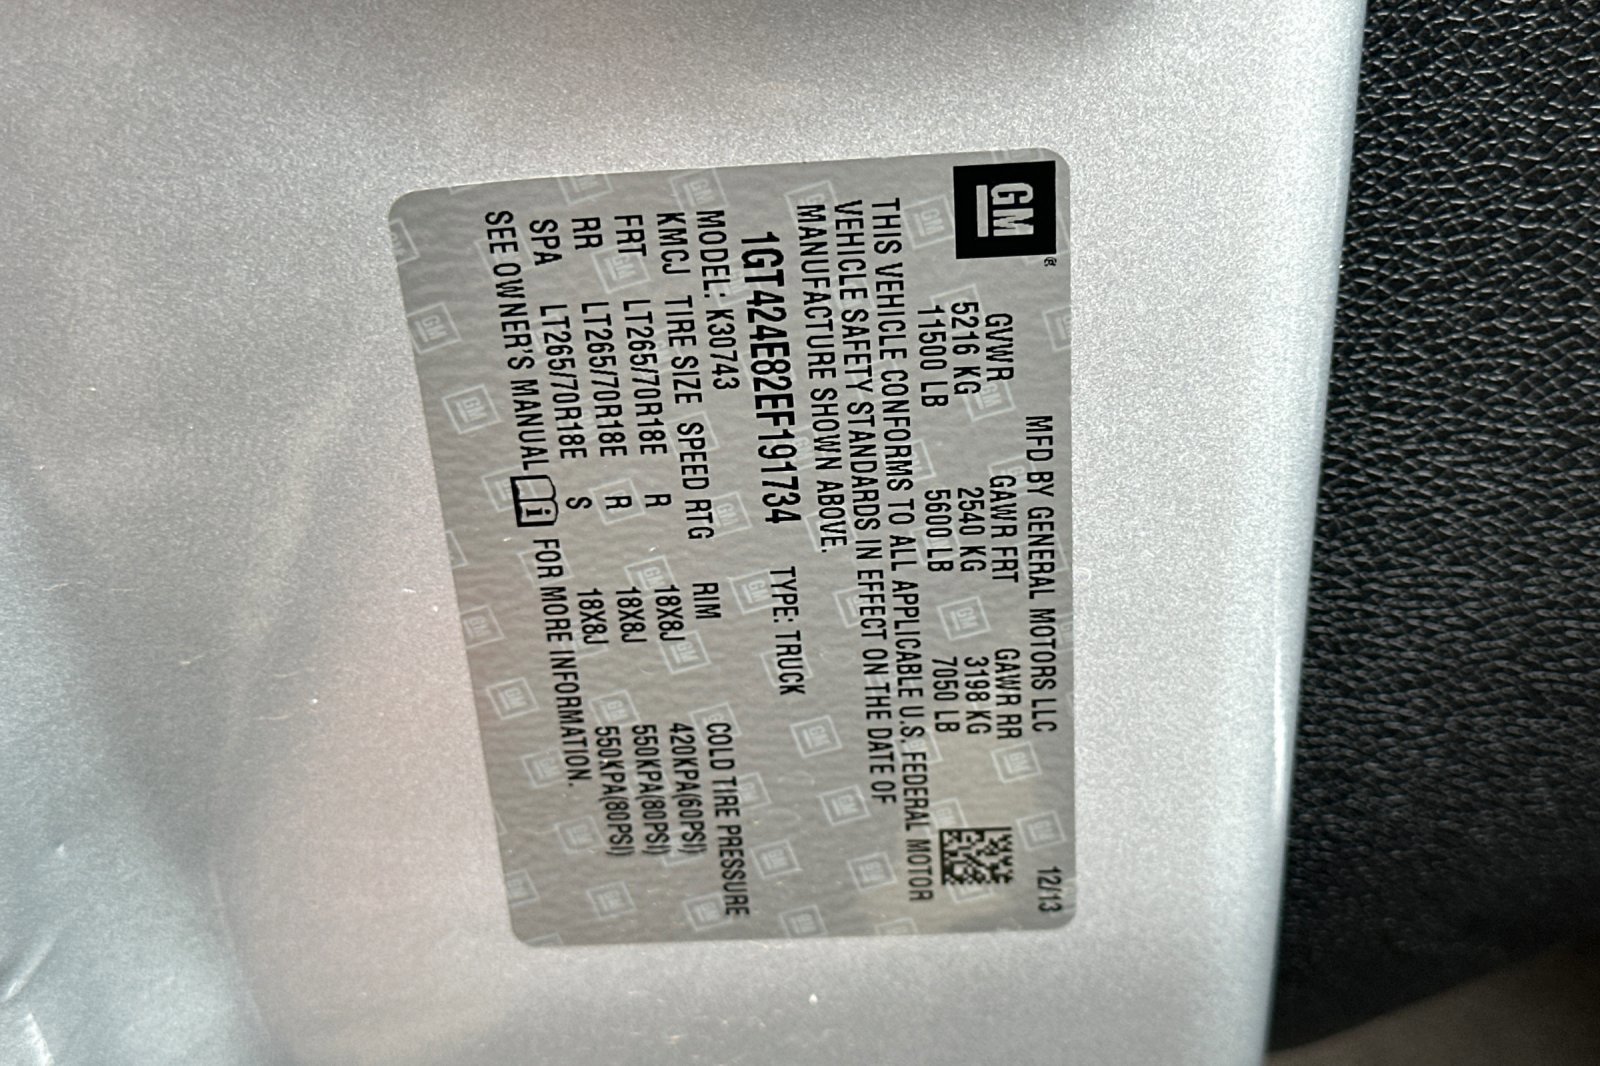 GM®
MFD BY GENERAL MOTORS LLC 12/13
GVWR GAWR FRT GAWR RR
5216 KG 2540 KG 3198 KG
11500 LB 5600 LB 7050 LB
THIS VEHICLE CONFORMS TO ALL APPLICABLE U.S. FEDERAL MOTOR
VEHICLE SAFETY STANDARDS IN EFFECT ON THE DATE OF
MANUFACTURE SHOWN ABOVE.
1GT424E82EF191734 TYPE: TRUCK
MODEL: K30743
KMCJ TIRE SIZE SPEED RTG RIM COLD TIRE PRESSURE
FRT LT265/70R18E R 18X8J 420KPA(60PSI)
RR LT265/70R18E R 18X8J 550KPA(80PSI)
SPA LT265/70R18E S 18X8J 550KPA(80PSI)
SEE OWNER'S MANUAL i FOR MORE INFORMATION.